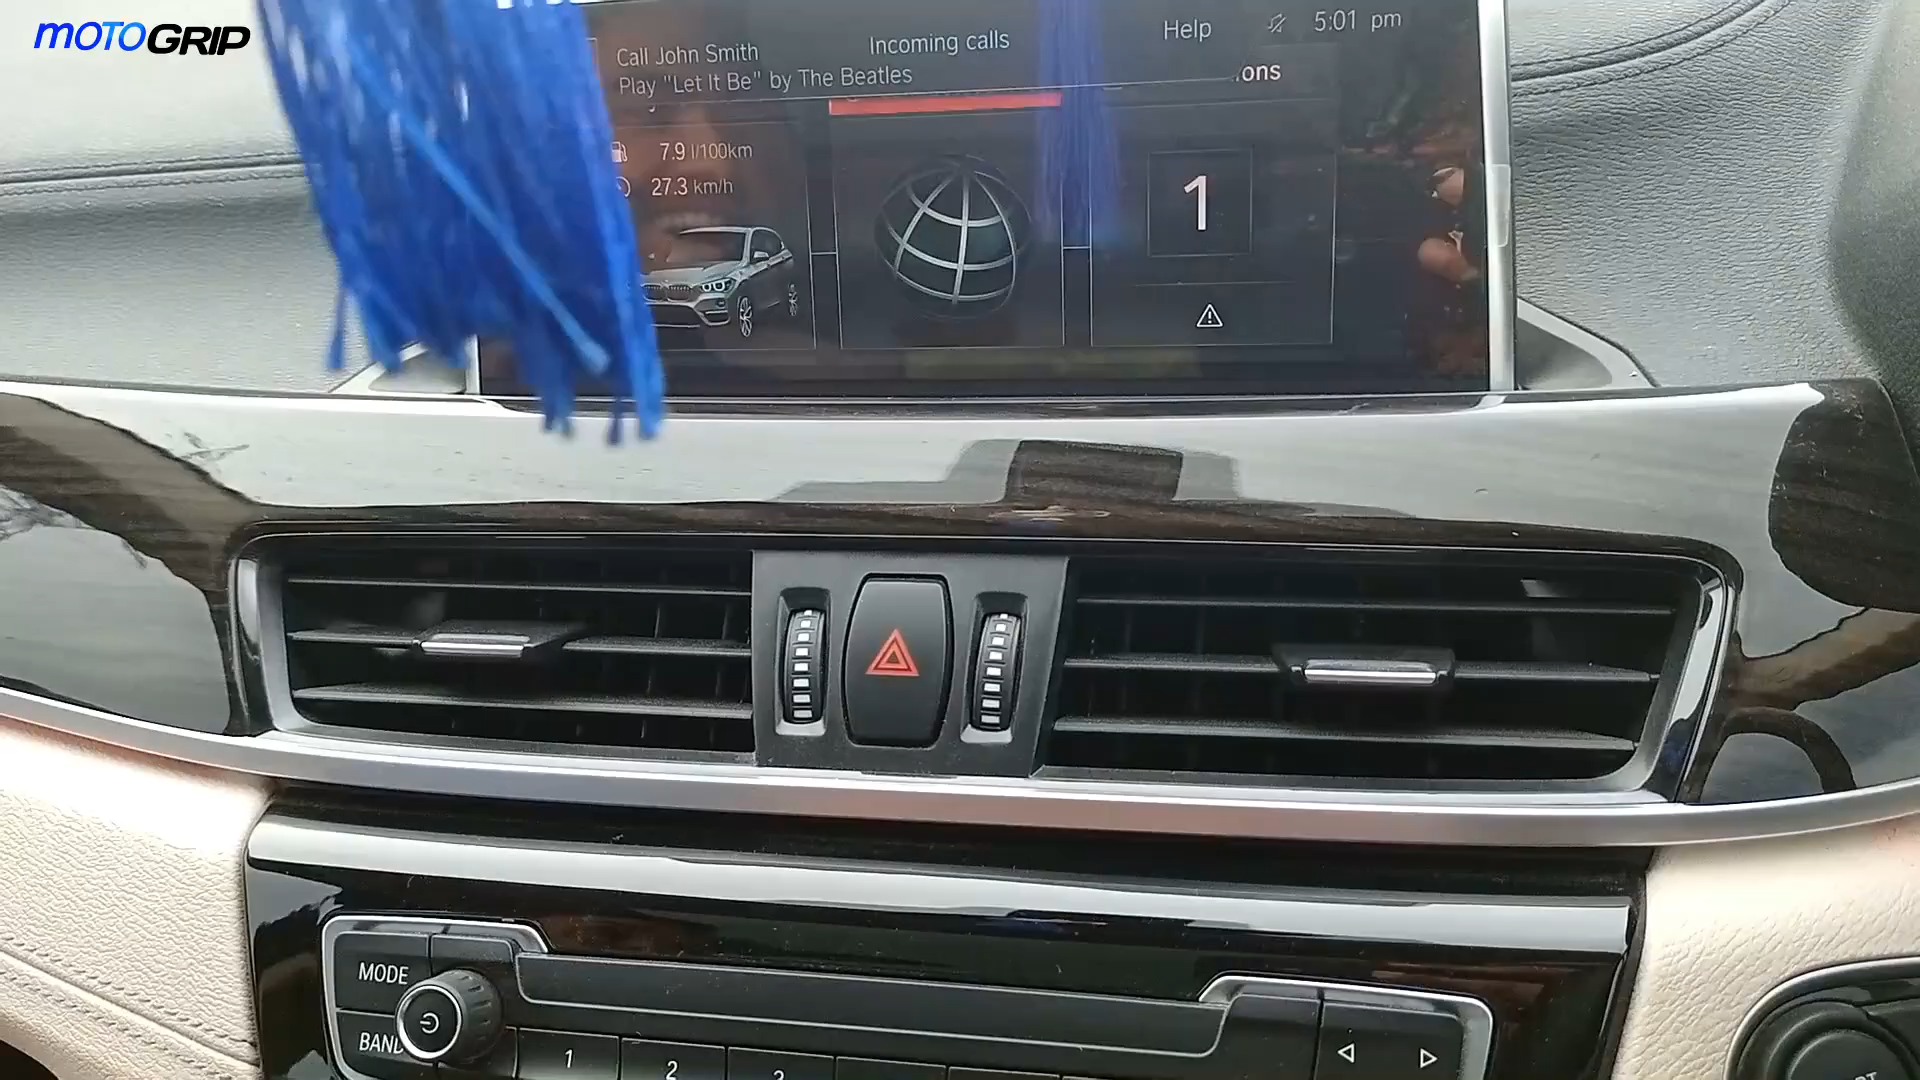 MOTOGRIP
Call John Smith
Incoming calls
Help
5:01 pm
Play "Let It Be" by The Beatles
ons
7.9 l/100km
27.3 km/h
1
MODE
BAND
1
2